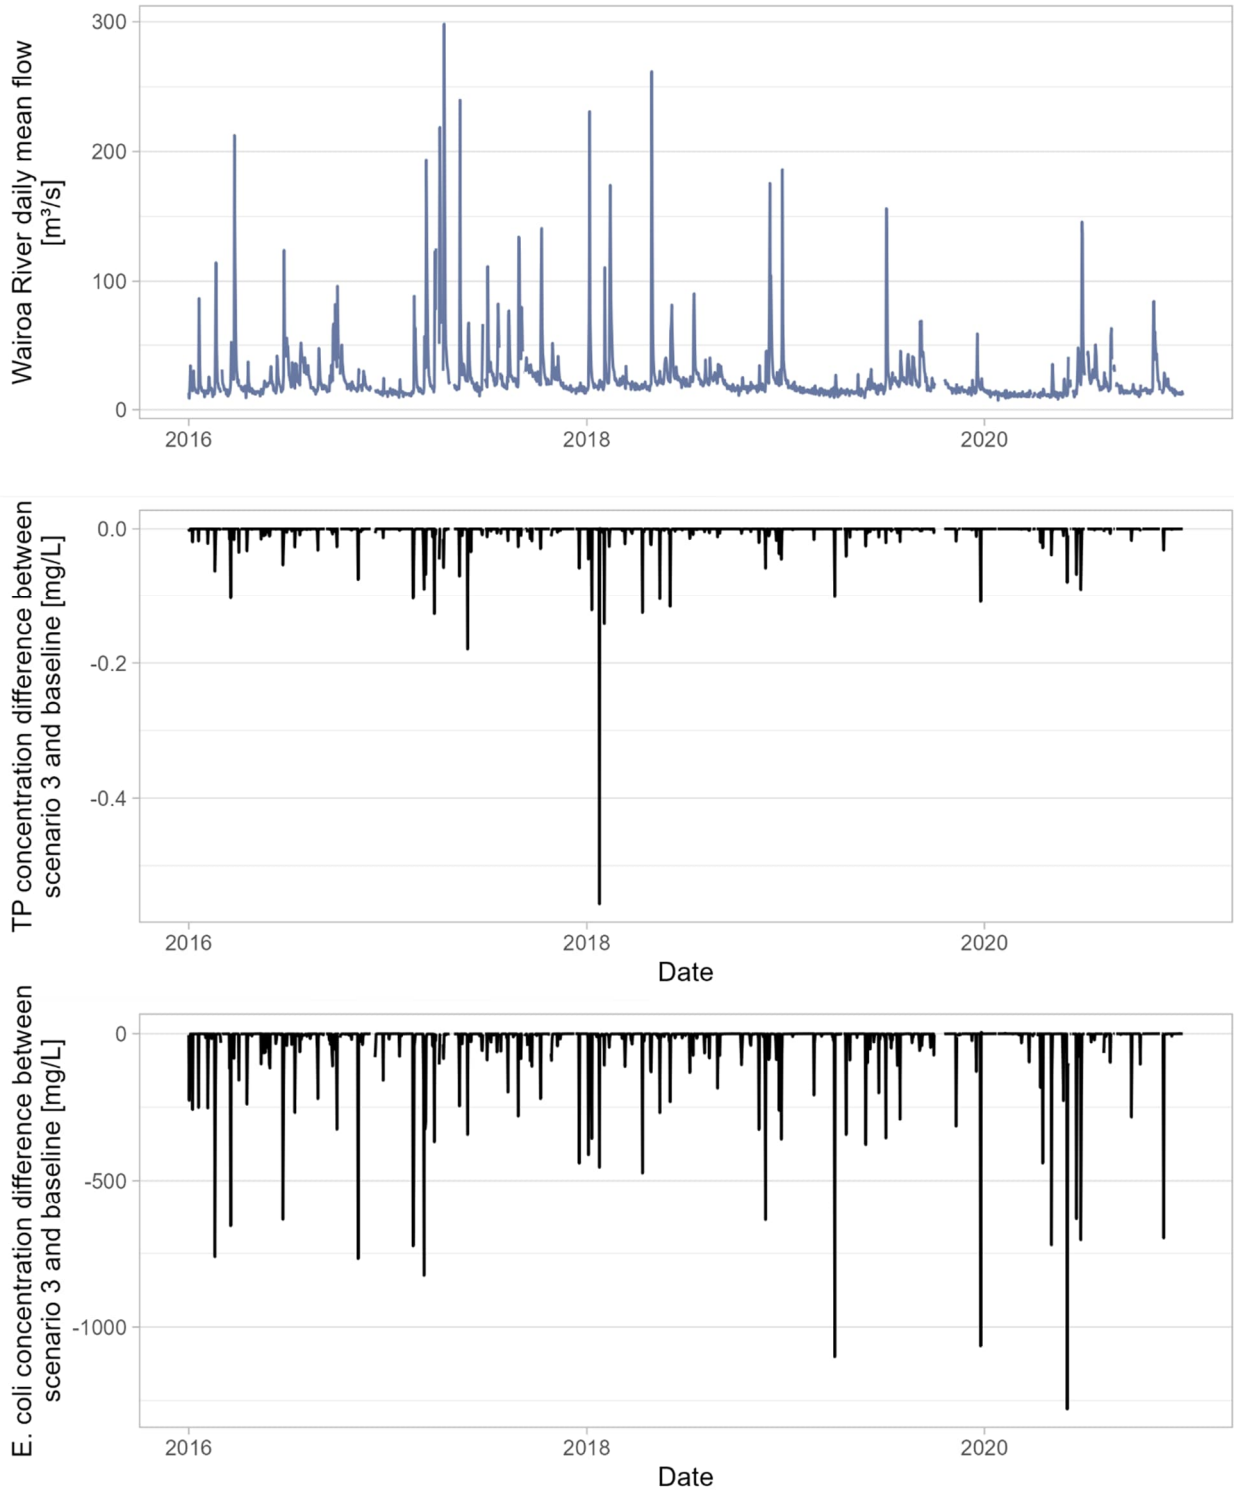 Wairoa River daily mean flow
[m³/s]
300
200
100
0
2016
2018
2020
TP concentration difference between
scenario 3 and baseline [mg/L]
0.0
-0.2
-0.4
2016
2018
2020
Date
E. coli concentration difference between
scenario 3 and baseline [mg/L]
0
-500
-1000
2016
2018
2020
Date